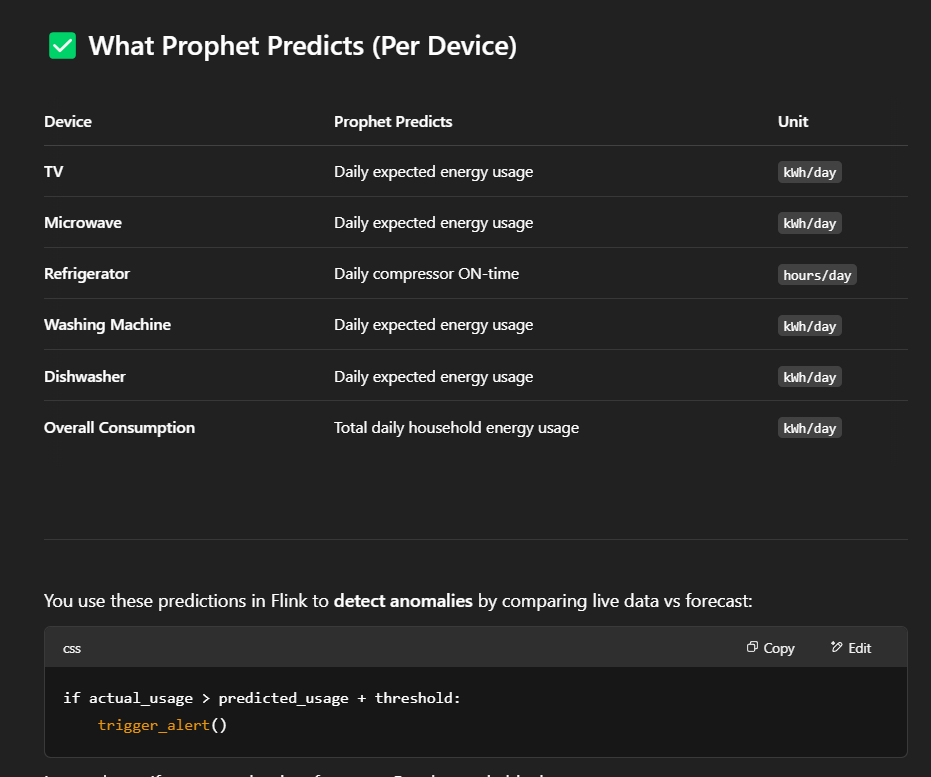 ✅ What Prophet Predicts (Per Device)
Device Prophet Predicts Unit
TV Daily expected energy usage kWh/day
Microwave Daily expected energy usage kWh/day
Refrigerator Daily compressor ON-time hours/day
Washing Machine Daily expected energy usage kWh/day
Dishwasher Daily expected energy usage kWh/day
Overall Consumption Total daily household energy usage kWh/day
You use these predictions in Flink to detect anomalies by comparing live data vs forecast:
css Copy Edit
if actual_usage > predicted_usage + threshold:
    trigger_alert()